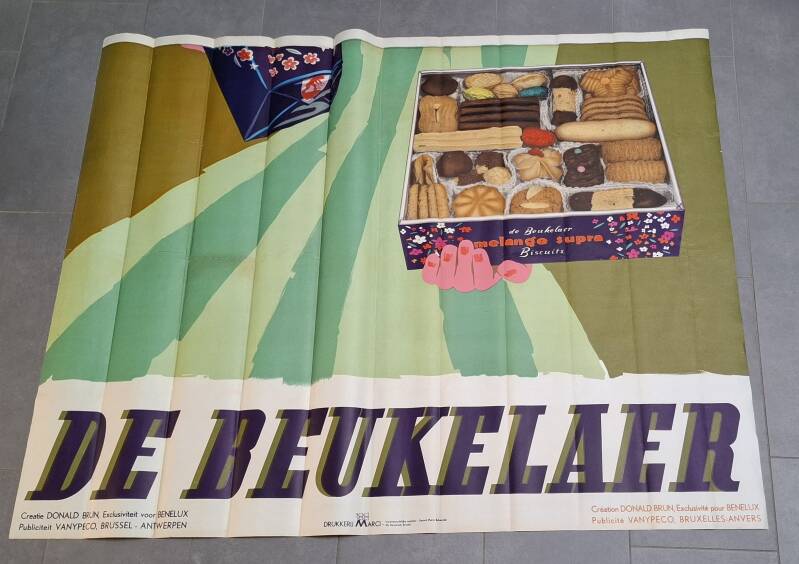 de Beukelaer
melange supra
Biscuits
DE BEUKELAER
Creatie DONALD BRUN, Exclusiviteit voor BENELUX
Publiciteit VANYPECO, BRUSSEL - ANTWERPEN
DRUKKERIJ MARCI
Création DONALD BRUN, Exclusivité pour BENELUX
Publicité VANYPECO, BRUXELLES-ANVERS